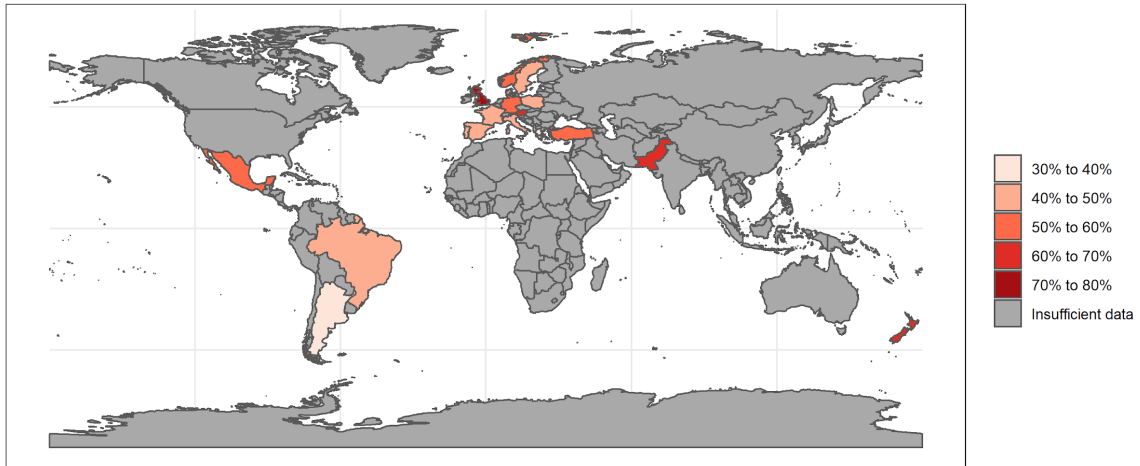 30% to 40%
40% to 50%
50% to 60%
60% to 70%
70% to 80%
Insufficient data